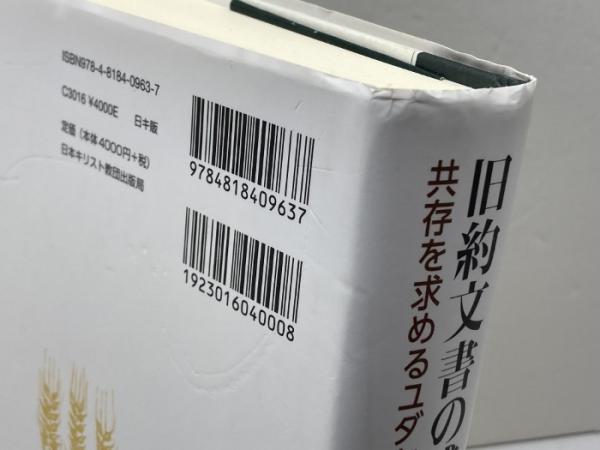 ISBN978-4-8184-0963-7
C3016 ¥4000E 日キ販
定価（本体4000円+税）
日本キリスト教団出版局
9784818409637
1923016040008
旧約文書の
共存を求めるユダ